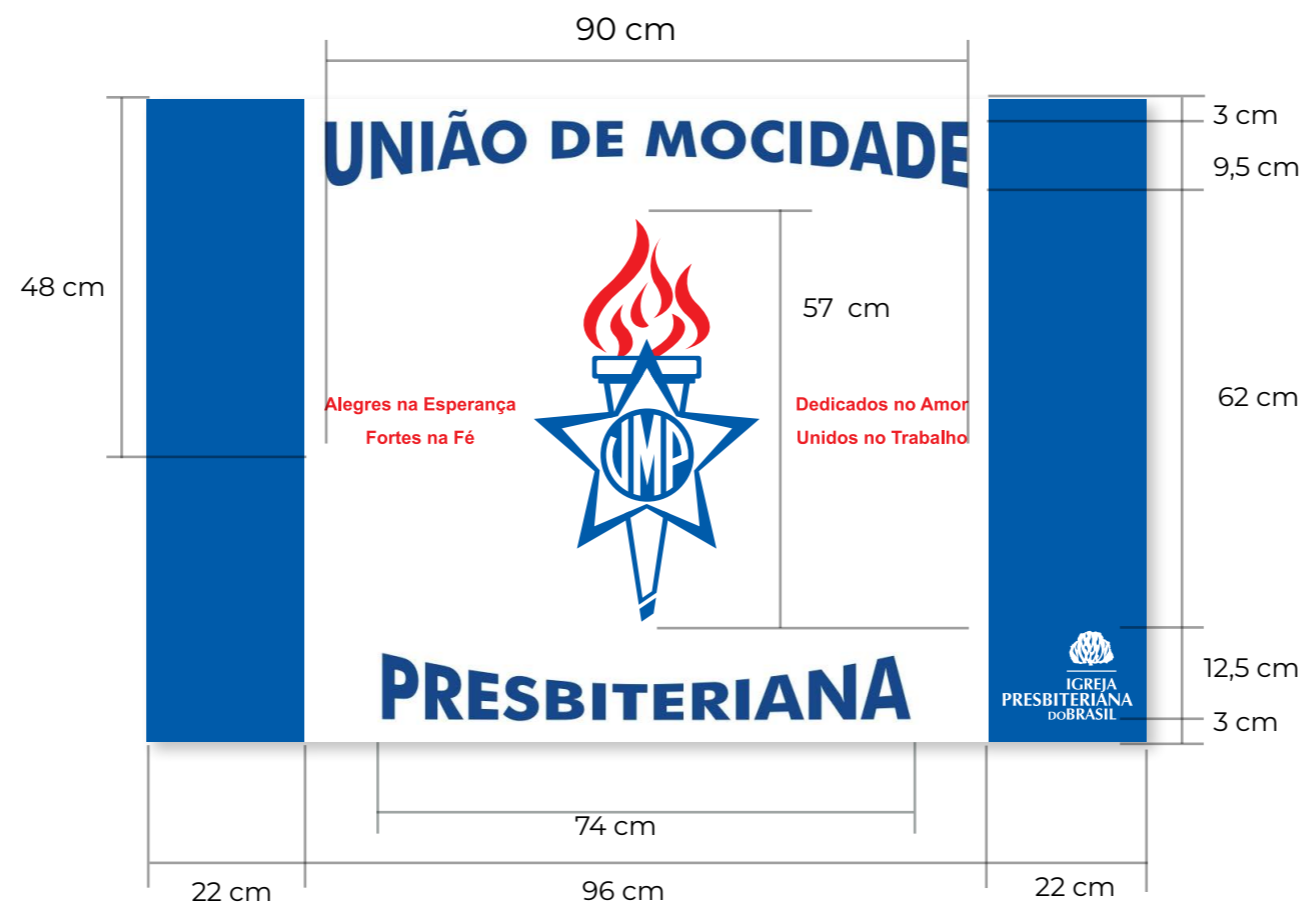 90 cm
3 cm
UNIÃO DE MOCIDADE
9,5 cm
48 cm
57 cm
62 cm
Alegres na Esperança
Fortes na Fé
Dedicados no Amor
Unidos no Trabalho
UMP
PRESBITERIANA
IGREJA
PRESBITERIANA
DOBRASIL
12,5 cm
3 cm
74 cm
22 cm
96 cm
22 cm